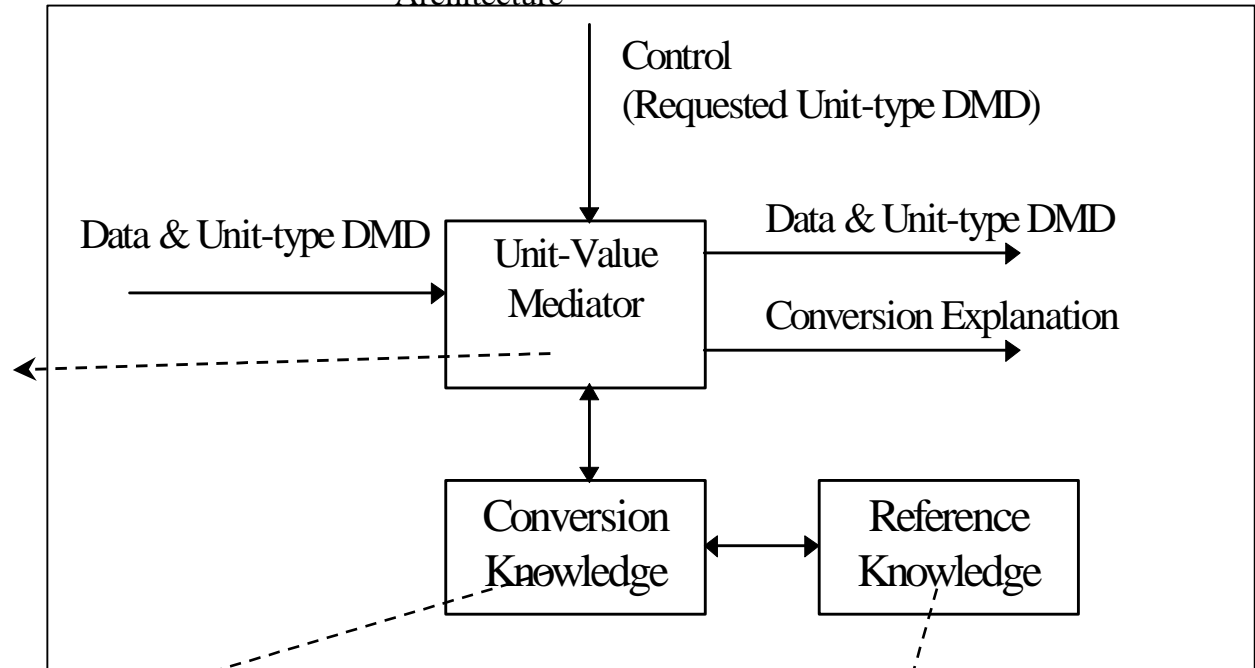 Architecture
Control
(Requested Unit-type DMD)
Data & Unit-type DMD
Data & Unit-type DMD
Unit-Value
Mediator
Conversion Explanation
Conversion
Knowledge
Reference
Knowledge